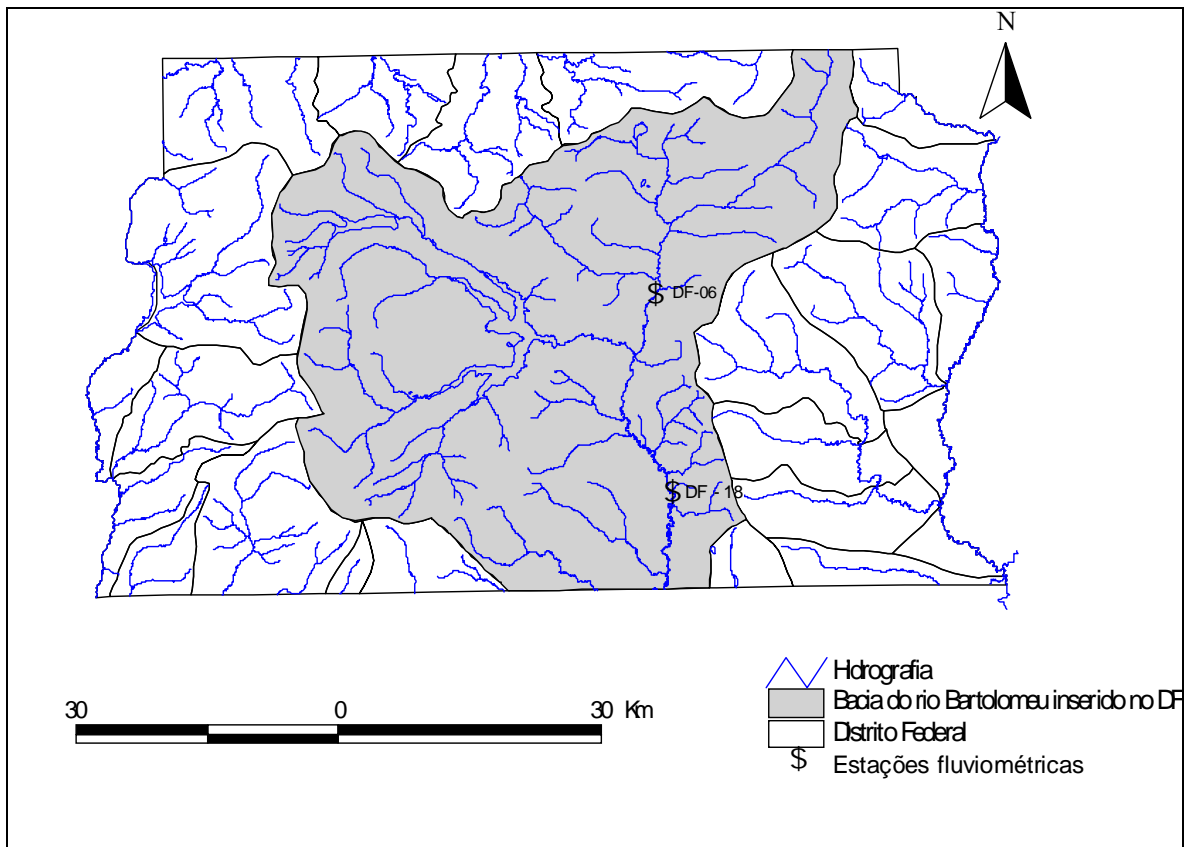 N
$ DF-06
$ DF - 18
30 0 30 Km
Hidrografia
Bacia do rio Bartolomeu inserido no DF
Distrito Federal
$ Estações fluviométricas